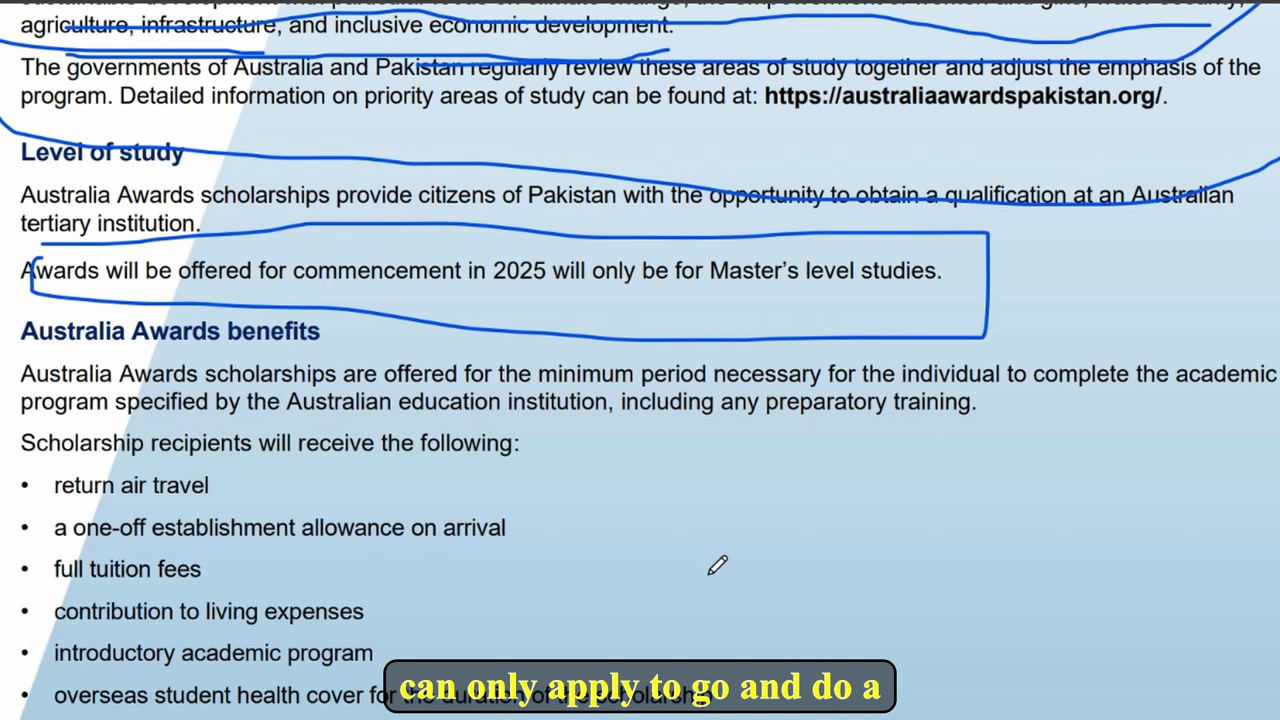 agriculture, infrastructure, and inclusive economic development.
The governments of Australia and Pakistan regularly review these areas of study together and adjust the emphasis of the
program. Detailed information on priority areas of study can be found at: https://australiaawardspakistan.org/.
Level of study
Australia Awards scholarships provide citizens of Pakistan with the opportunity to obtain a qualification at an Australian
tertiary institution.
Awards will be offered for commencement in 2025 will only be for Master's level studies.
Australia Awards benefits
Australia Awards scholarships are offered for the minimum period necessary for the individual to complete the academic
program specified by the Australian education institution, including any preparatory training.
Scholarship recipients will receive the following:
• return air travel
• a one-off establishment allowance on arrival
• full tuition fees
• contribution to living expenses
• introductory academic program
• overseas student health cover for the duration of the
can only apply to go and do a